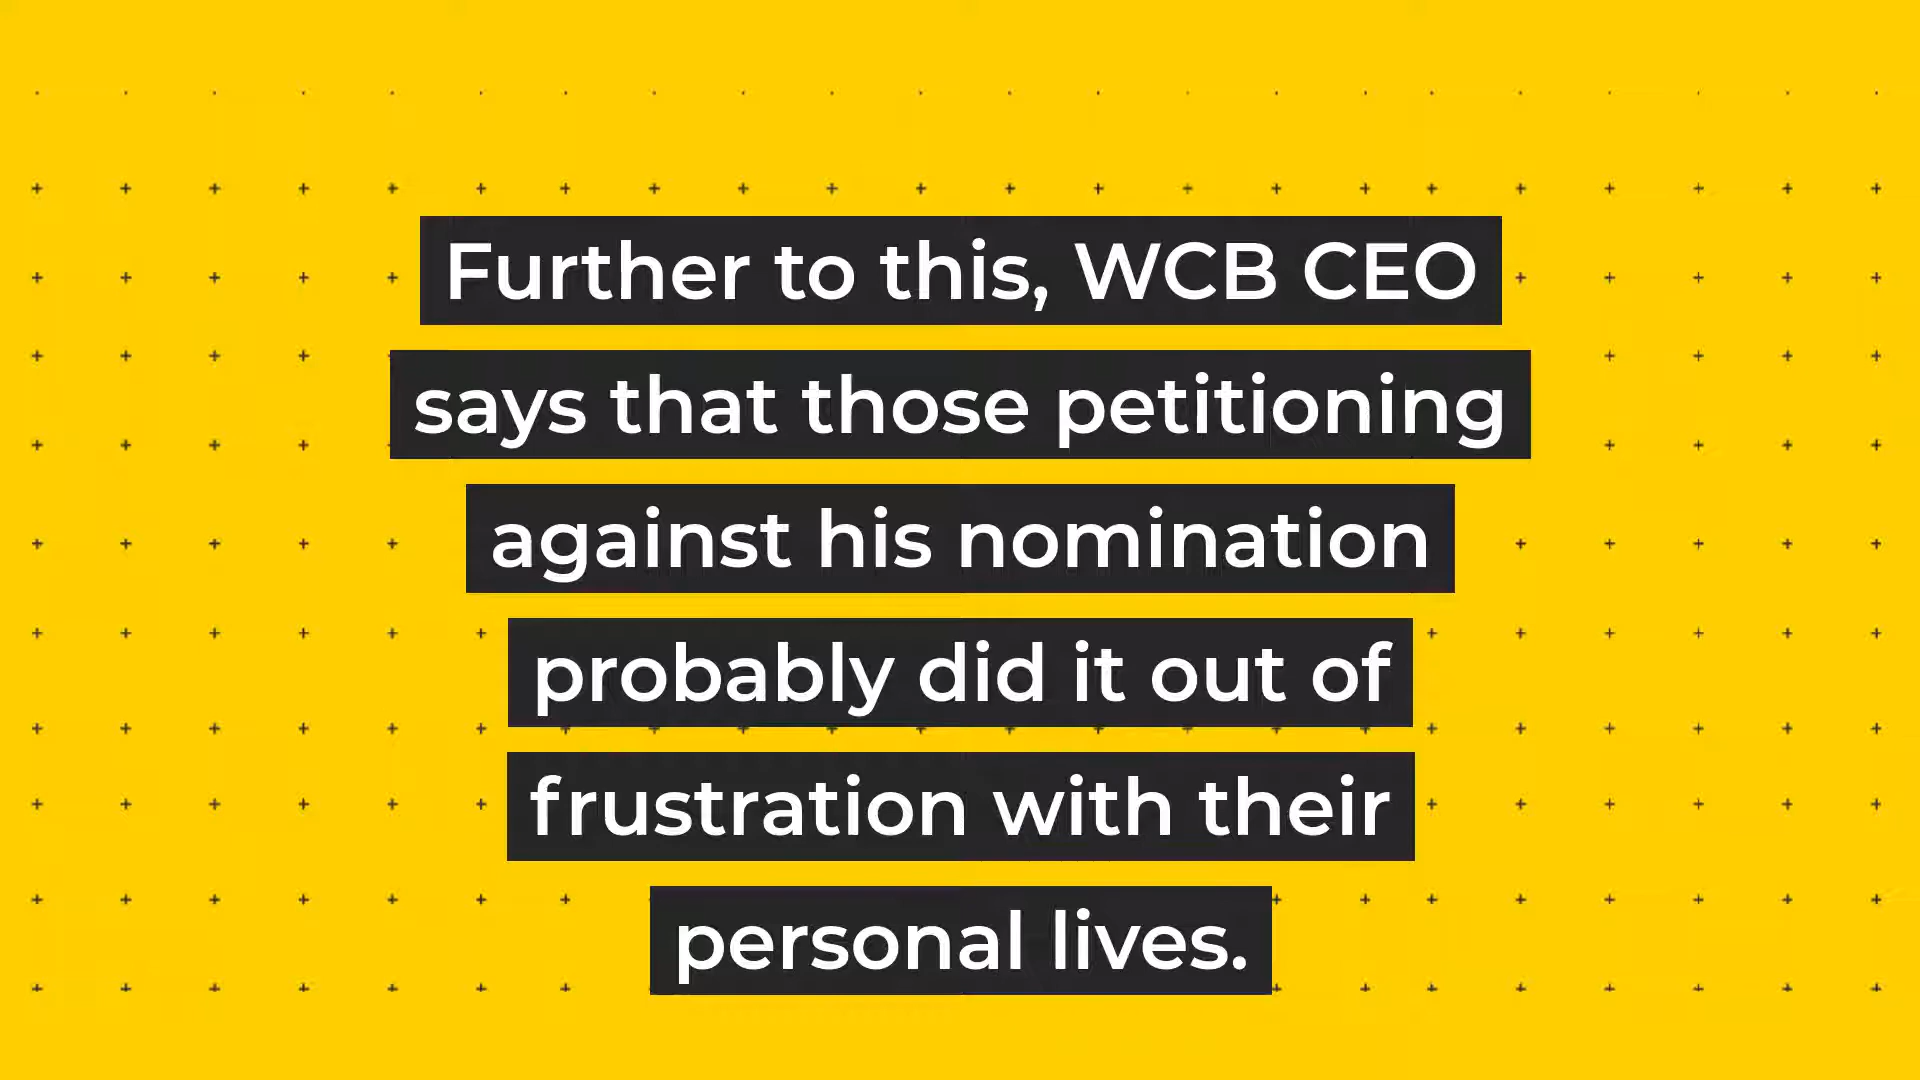 Further to this, WCB CEO
says that those petitioning
against his nomination
probably did it out of
frustration with their
personal lives.